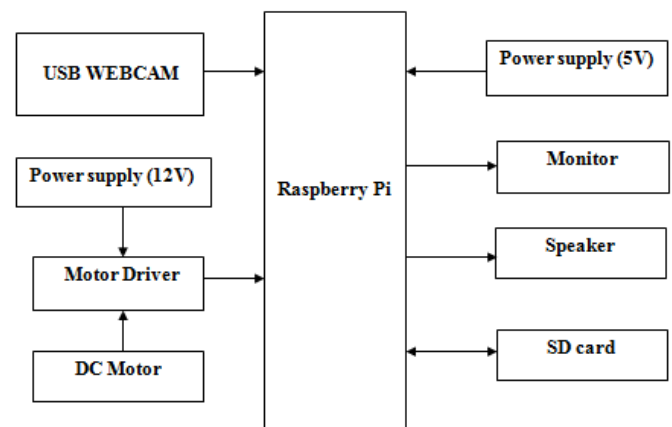 USB WEBCAM
Power supply (12V)
Motor Driver
DC Motor
Raspberry Pi
Power supply (5V)
Monitor
Speaker
SD card